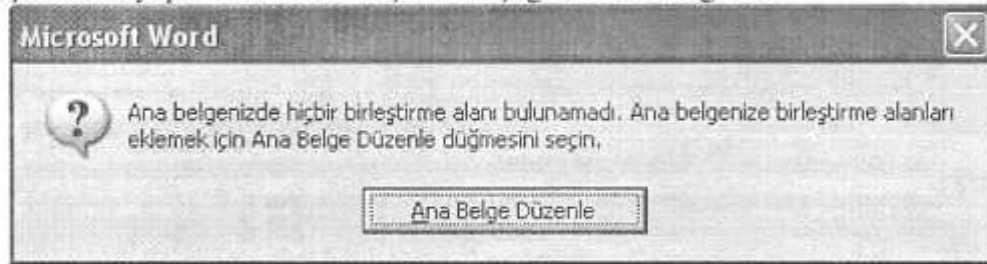 Microsoft Word
Ana belgenizde hiçbir birleştirme alanı bulunamadı. Ana belgenize birleştirme alanları
eklemek için Ana Belge Düzenle düğmesini seçin.
Ana Belge Düzenle